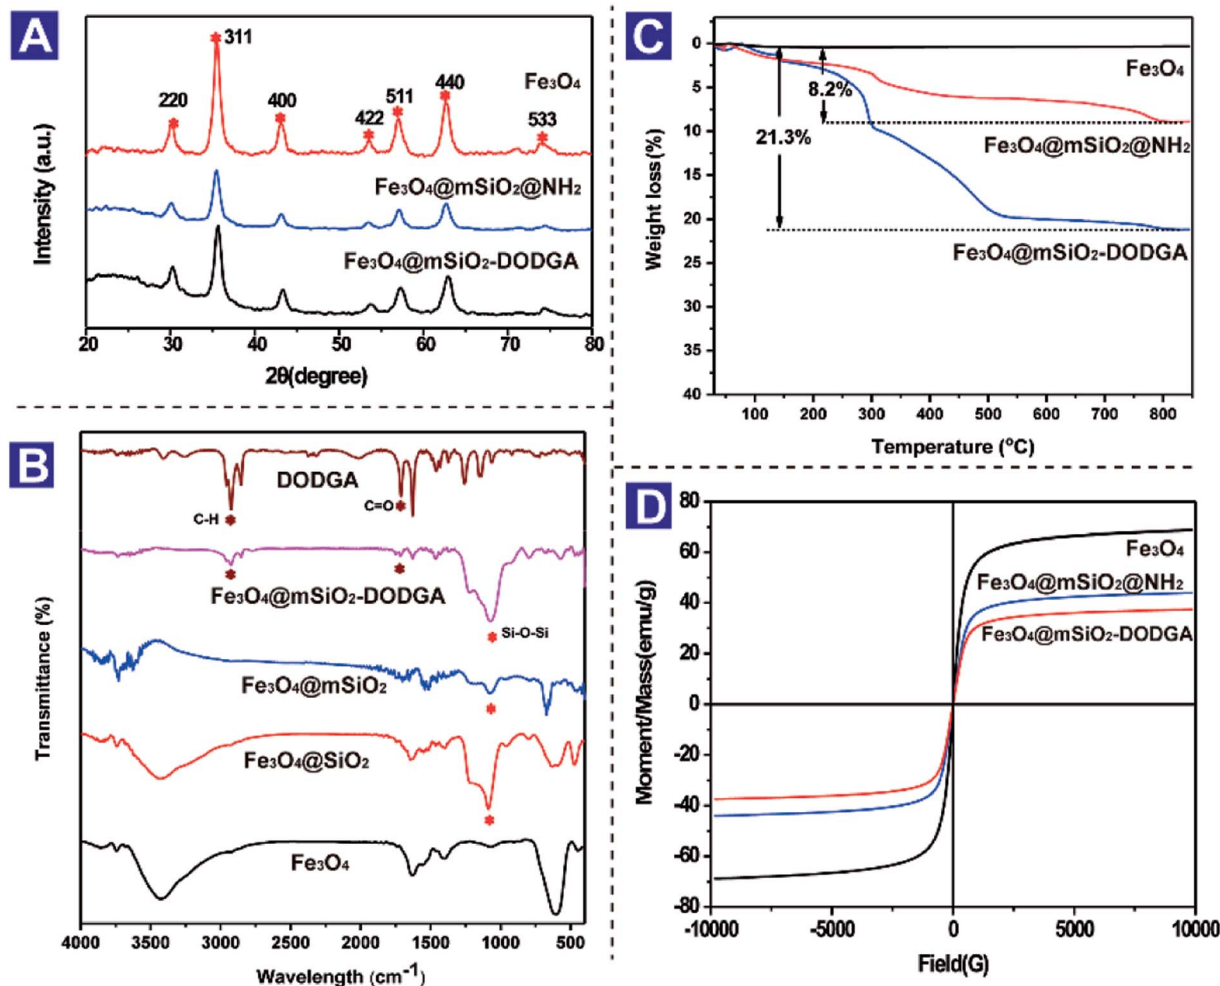 A
311
Fe₃O₄
220
400
422
511
440
533
Fe₃O₄@mSiO₂@NH₂
Fe₃O₄@mSiO₂-DODGA
Intensity (a.u.)
20 30 40 50 60 70 80
2θ(degree)
B
DODGA
C-H
C=O
Fe₃O₄@mSiO₂-DODGA
Si-O-Si
Fe₃O₄@mSiO₂
Fe₃O₄@SiO₂
Fe₃O₄
Transmittance (%)
4000 3500 3000 2500 2000 1500 1000 500
Wavelength (cm⁻¹)
C
0
5
10
15
20
25
30
35
40
Weight loss(%)
Fe₃O₄
8.2%
21.3%
Fe₃O₄@mSiO₂@NH₂
Fe₃O₄@mSiO₂-DODGA
100 200 300 400 500 600 700 800
Temperature (°C)
D
80
60
40
20
0
-20
-40
-60
-80
Moment/Mass(emu/g)
Fe₃O₄
Fe₃O₄@mSiO₂@NH₂
Fe₃O₄@mSiO₂-DODGA
-10000 -5000 0 5000 10000
Field(G)